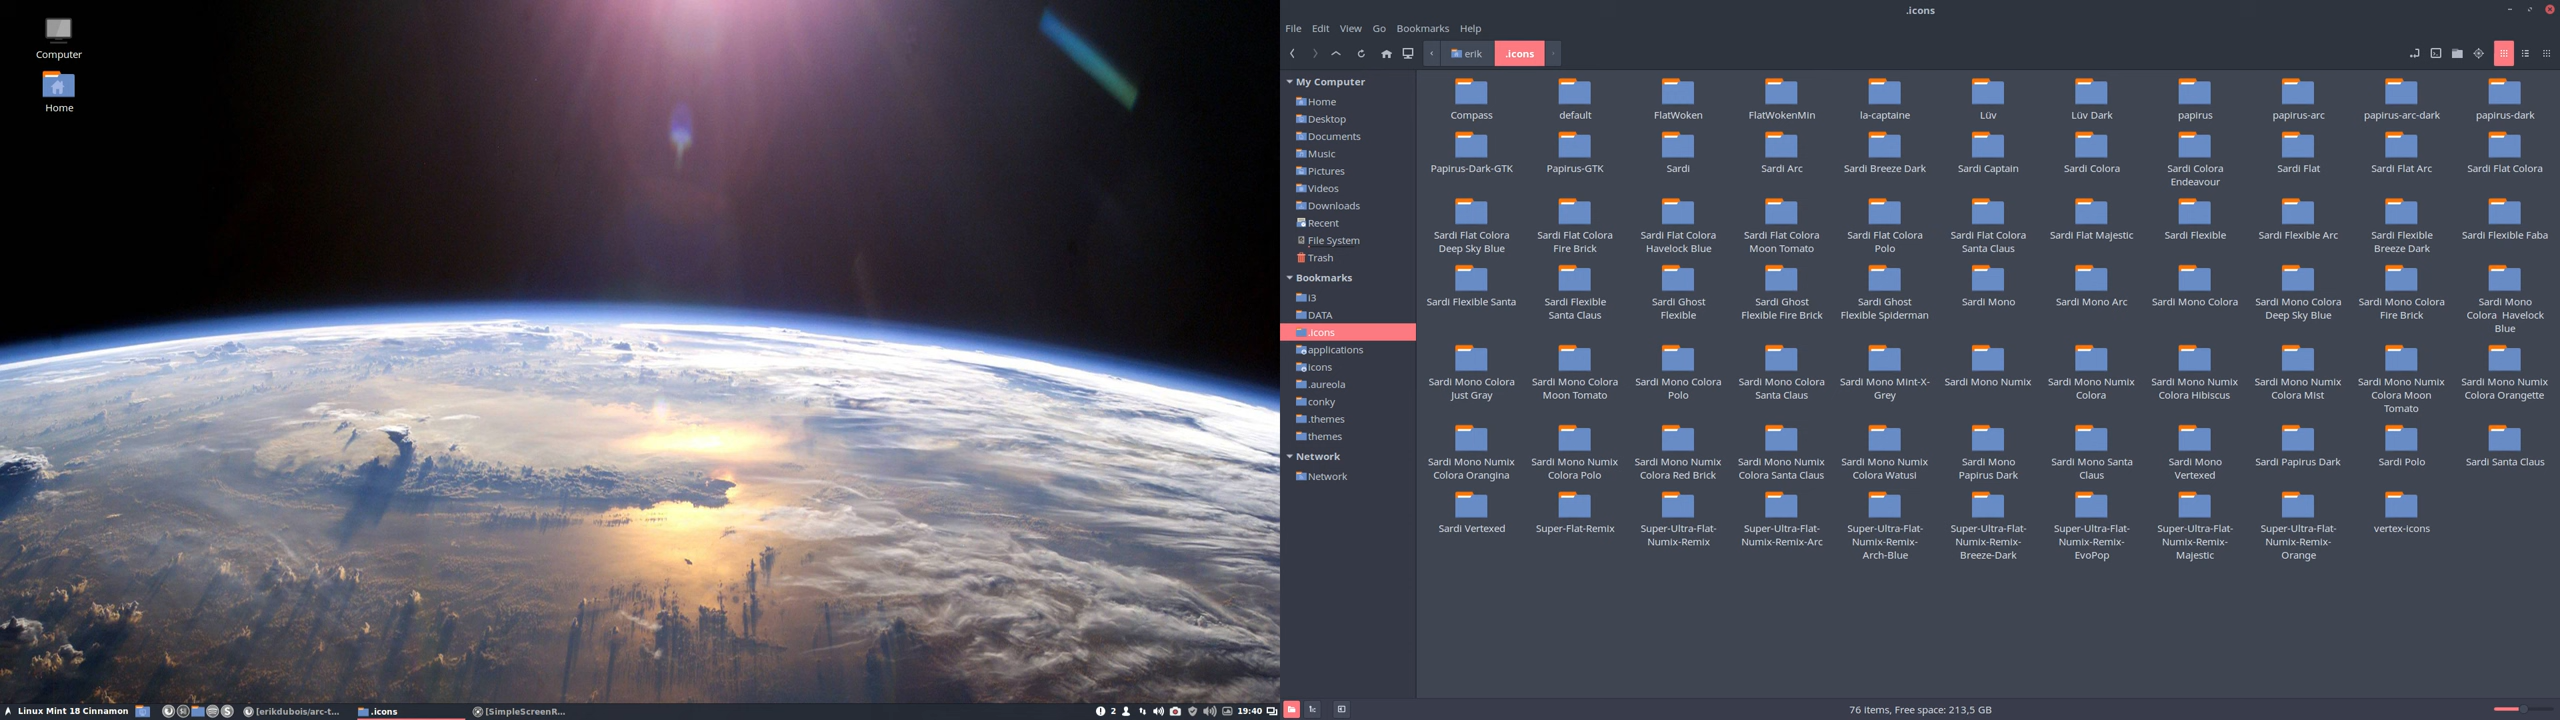 Computer
Home
Linux Mint 18 Cinnamon
[erikdubois/arc-t...
.icons
[SimpleScreenR...
2
19:40
.icons
File Edit View Go Bookmarks Help
erik .icons
My Computer
Home
Desktop
Documents
Music
Pictures
Videos
Downloads
Recent
File System
Trash
Bookmarks
i3
DATA
.icons
applications
icons
.aureola
conky
.themes
themes
Network
Network
Compass
default
FlatWoken
FlatWokenMin
la-captaine
Lüv
Lüv Dark
papirus
papirus-arc
papirus-arc-dark
papirus-dark
Papirus-Dark-GTK
Papirus-GTK
Sardi
Sardi Arc
Sardi Breeze Dark
Sardi Captain
Sardi Colora
Sardi Colora
Endeavour
Sardi Flat
Sardi Flat Arc
Sardi Flat Colora
Sardi Flat Colora
Deep Sky Blue
Sardi Flat Colora
Fire Brick
Sardi Flat Colora
Havelock Blue
Sardi Flat Colora
Moon Tomato
Sardi Flat Colora
Polo
Sardi Flat Colora
Santa Claus
Sardi Flat Majestic
Sardi Flexible
Sardi Flexible Arc
Sardi Flexible
Breeze Dark
Sardi Flexible Faba
Sardi Flexible Santa
Sardi Flexible
Santa Claus
Sardi Ghost
Flexible
Sardi Ghost
Flexible Fire Brick
Sardi Ghost
Flexible Spiderman
Sardi Mono
Sardi Mono Arc
Sardi Mono Colora
Sardi Mono Colora
Deep Sky Blue
Sardi Mono Colora
Fire Brick
Sardi Mono
Colora Havelock
Blue
Sardi Mono Colora
Just Gray
Sardi Mono Colora
Moon Tomato
Sardi Mono Colora
Polo
Sardi Mono Colora
Santa Claus
Sardi Mono Mint-X-
Grey
Sardi Mono Numix
Sardi Mono Numix
Colora
Sardi Mono Numix
Colora Hibiscus
Sardi Mono Numix
Colora Mist
Sardi Mono Numix
Colora Moon
Tomato
Sardi Mono Numix
Colora Orangette
Sardi Mono Numix
Colora Orangina
Sardi Mono Numix
Colora Polo
Sardi Mono Numix
Colora Red Brick
Sardi Mono Numix
Colora Santa Claus
Sardi Mono Numix
Colora Watusi
Sardi Mono
Papirus Dark
Sardi Mono Santa
Claus
Sardi Mono
Vertexed
Sardi Papirus Dark
Sardi Polo
Sardi Santa Claus
Sardi Vertexed
Super-Flat-Remix
Super-Ultra-Flat-
Numix-Remix
Super-Ultra-Flat-
Numix-Remix-Arc
Super-Ultra-Flat-
Numix-Remix-
Arch-Blue
Super-Ultra-Flat-
Numix-Remix-
Breeze-Dark
Super-Ultra-Flat-
Numix-Remix-
EvoPop
Super-Ultra-Flat-
Numix-Remix-
Majestic
Super-Ultra-Flat-
Numix-Remix-
Orange
vertex-icons
76 items, Free space: 213,5 GB